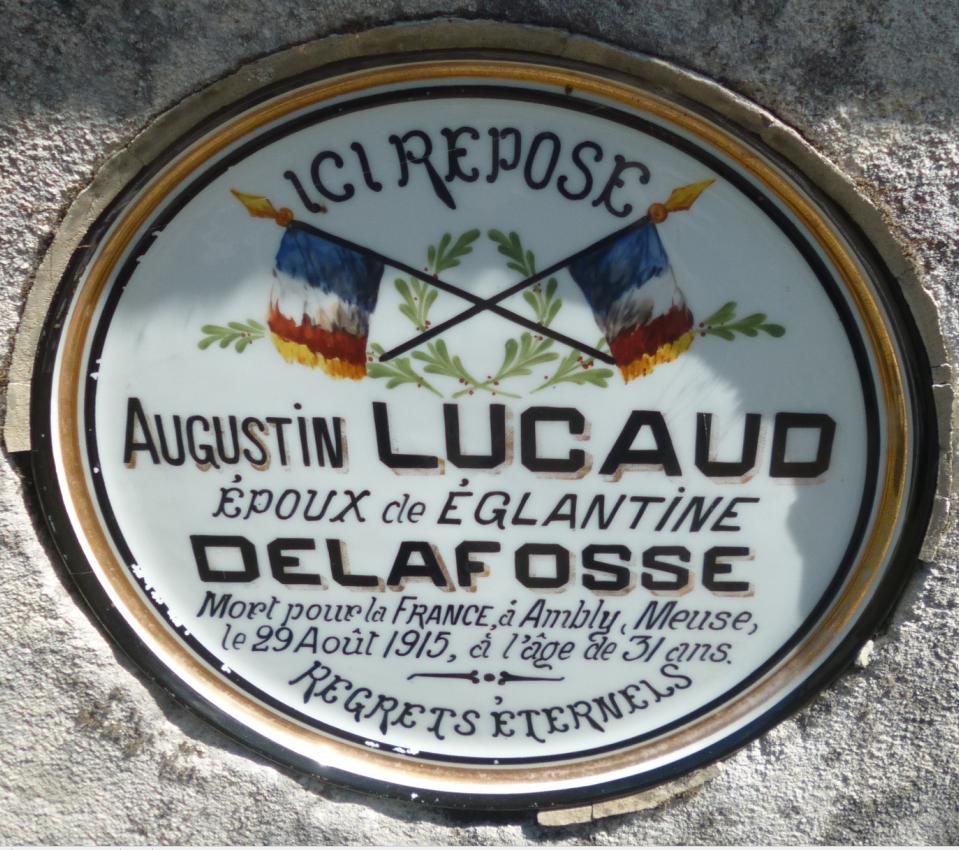 ICI REPOSE
AUGUSTIN LUCAUD
ÉPOUX de ÉGLANTINE
DELAFOSSE
Mort pour la FRANCE, à Ambly, Meuse,
le 29 Août 1915, à l'âge de 31 ans.
REGRETS ÉTERNELS